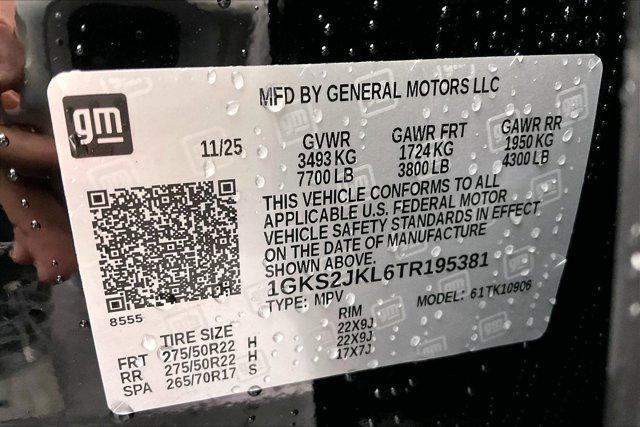 gm
MFD BY GENERAL MOTORS LLC
11/25
GVWR GAWR FRT GAWR RR
3493 KG 1724 KG 1950 KG
7700 LB 3800 LB 4300 LB
THIS VEHICLE CONFORMS TO ALL
APPLICABLE U.S. FEDERAL MOTOR
VEHICLE SAFETY STANDARDS IN EFFECT
ON THE DATE OF MANUFACTURE
SHOWN ABOVE.
1GKS2JKL6TR195381
TYPE: MPV MODEL: 61TK10906
8555
TIRE SIZE RIM
FRT 275/50R22 H 22X9J
RR 275/50R22 H 22X9J
SPA 265/70R17 S 17X7J